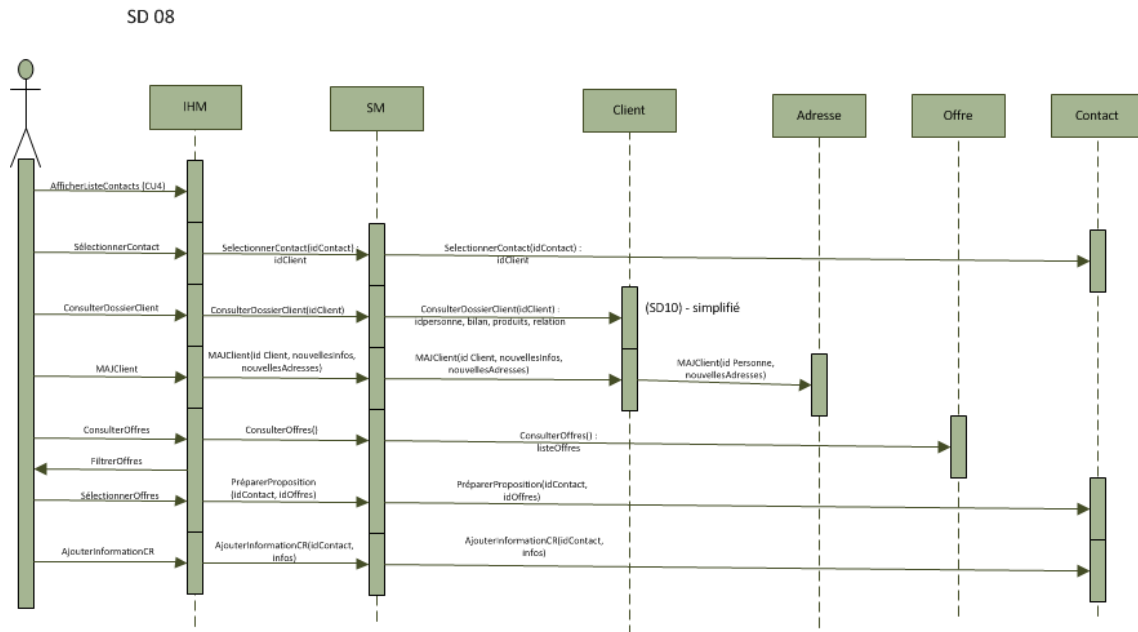 SD 08
IHM
SM
Client
Adresse
Offre
Contact
AfficherListeContacts (CU4)
SélectionnerContact
SelectionnerContact(idContact) :
idClient
SelectionnerContact(idContact) :
idClient
ConsulterDossierClient
ConsulterDossierClient(idClient)
ConsulterDossierClient(idClient) :
idpersonne, bilan, produits, relation
(SD10) - simplifié
MAJClient
MAJClient(id Client, nouvellesInfos,
nouvellesAdresses)
MAJClient(id Client, nouvellesInfos,
nouvellesAdresses)
MAJClient(id Personne,
nouvellesAdresses)
ConsulterOffres
ConsulterOffres()
ConsulterOffres() :
listeOffres
FiltrerOffres
SélectionnerOffres
PréparerProposition
(idContact, idOffres)
PréparerProposition(idContact,
idOffres)
AjouterInformationCR
AjouterInformationCR(idContact,
infos)
AjouterInformationCR(idContact,
infos)